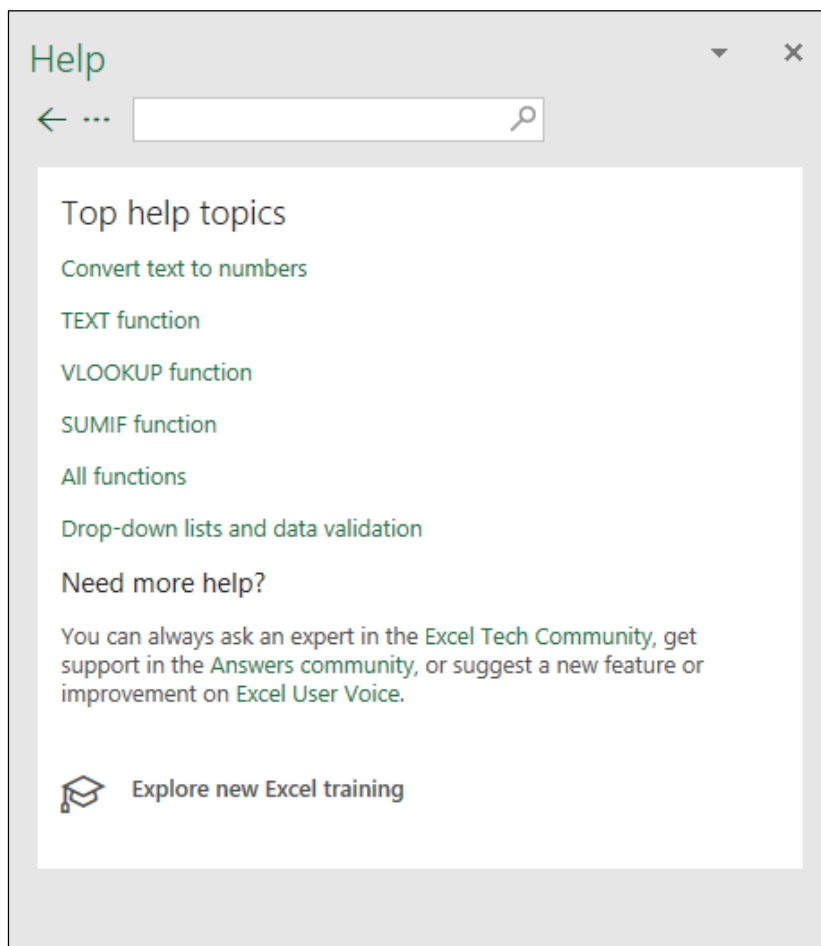 Help
Top help topics
Convert text to numbers
TEXT function
VLOOKUP function
SUMIF function
All functions
Drop-down lists and data validation
Need more help?
You can always ask an expert in the Excel Tech Community, get
support in the Answers community, or suggest a new feature or
improvement on Excel User Voice.
Explore new Excel training